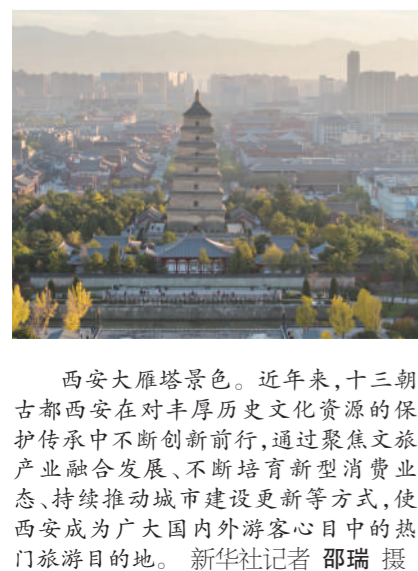 西安大雁塔景色。近年来,十三朝
古都西安在对丰厚历史文化资源的保
护传承中不断创新前行,通过聚焦文旅
产业融合发展、不断培育新型消费业
态、持续推动城市建设更新等方式,使
西安成为广大国内外游客心目中的热
门旅游目的地。 新华社记者 邵瑞 摄